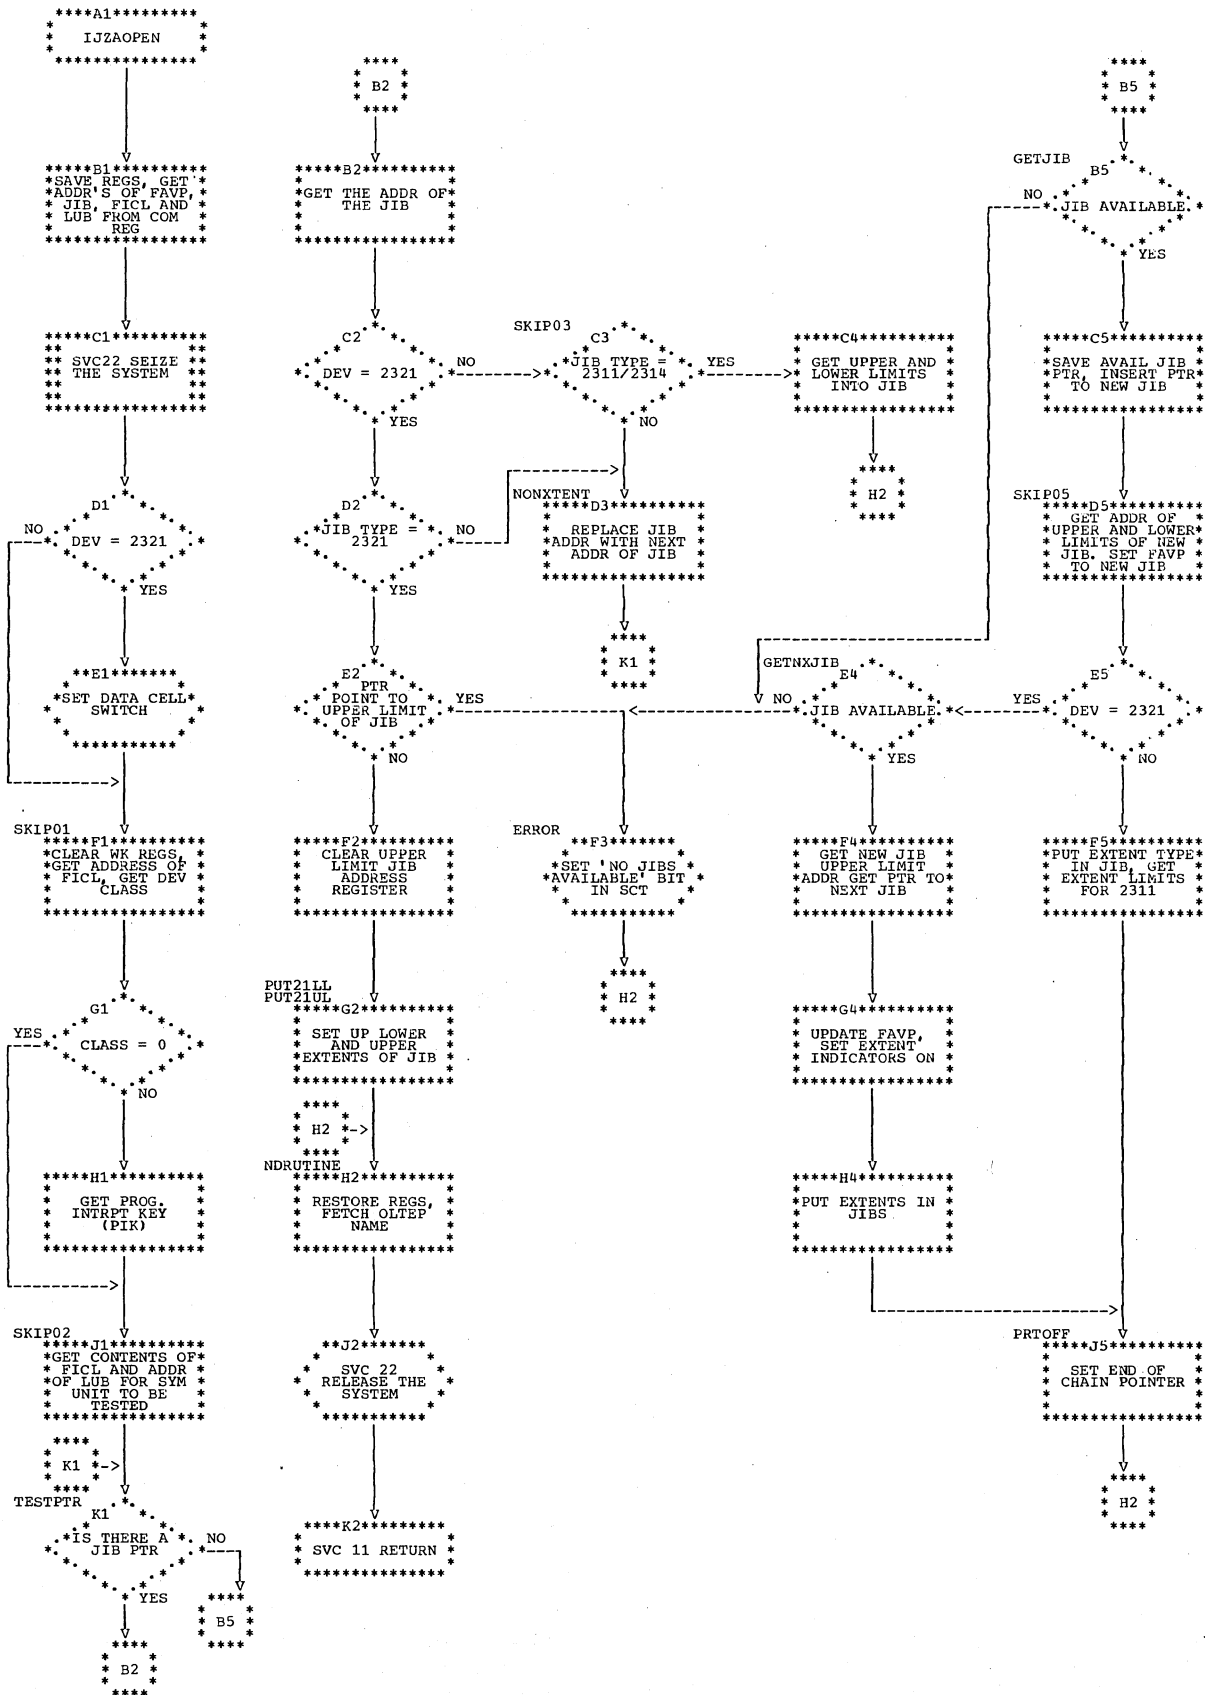 A1
IJZAOPEN
B1
SAVE REGS, GET
ADDR'S OF FAVP,
JIB, FICL AND
LUB FROM COM
REG
C1
SVC22 SEIZE
THE SYSTEM
D1
DEV = 2321
NO
YES
E1
SET DATA CELL
SWITCH
SKIP01
F1
CLEAR WK REGS,
GET ADDRESS OF
FICL, GET DEV
CLASS
G1
CLASS = 0
YES
NO
H1
GET PROG.
INTRPT KEY
(PIK)
SKIP02
J1
GET CONTENTS OF
FICL AND ADDR
OF LUB FOR SYM
UNIT TO BE
TESTED
K1
TESTPTR
K1
IS THERE A
JIB PTR
NO
YES
B5
B2
B2
B2
GET THE ADDR OF
THE JIB
C2
DEV = 2321
NO
YES
D2
JIB TYPE =
2321
NO
YES
E2
PTR
POINT TO
UPPER LIMIT
OF JIB
YES
NO
F2
CLEAR UPPER
LIMIT JIB
ADDRESS
REGISTER
PUT21LL
PUT21UL
G2
SET UP LOWER
AND UPPER
EXTENTS OF JIB
H2
NDRUTINE
H2
RESTORE REGS,
FETCH OLTEP
NAME
J2
SVC 22
RELEASE THE
SYSTEM
K2
SVC 11 RETURN
SKIP03
C3
JIB TYPE =
2311/2314
YES
NO
NONXTENT
D3
REPLACE JIB
ADDR WITH NEXT
ADDR OF JIB
K1
ERROR
F3
SET 'NO JIBS
AVAILABLE' BIT
IN SCT
H2
C4
GET UPPER AND
LOWER LIMITS
INTO JIB
H2
GETNXJIB
E4
JIB AVAILABLE
NO
YES
F4
GET NEW JIB
UPPER LIMIT
ADDR GET PTR TO
NEXT JIB
G4
UPDATE FAVP,
SET EXTENT
INDICATORS ON
H4
PUT EXTENTS IN
JIBS
B5
GETJIB
B5
JIB AVAILABLE
NO
YES
C5
SAVE AVAIL JIB
PTR, INSERT PTR
TO NEW JIB
SKIP05
D5
GET ADDR OF
UPPER AND LOWER
LIMITS OF NEW
JIB. SET FAVP
TO NEW JIB
E5
DEV = 2321
YES
NO
F5
PUT EXTENT TYPE
IN JIB, GET
EXTENT LIMITS
FOR 2311
PRTOFF
J5
SET END OF
CHAIN POINTER
H2